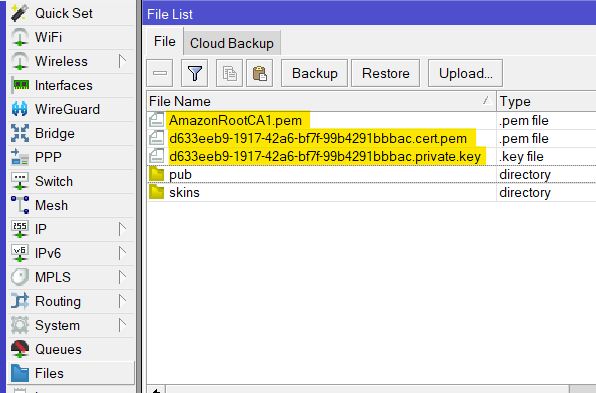 Quick Set
WiFi
Wireless
Interfaces
WireGuard
Bridge
PPP
Switch
Mesh
IP
IPv6
MPLS
Routing
System
Queues
Files
File List
File
Cloud Backup
Backup
Restore
Upload...
File Name
Type
AmazonRootCA1.pem
.pem file
d633eeb9-1917-42a6-bf7f-99b4291bbbac.cert.pem
.pem file
d633eeb9-1917-42a6-bf7f-99b4291bbbac.private.key
.key file
pub
directory
skins
directory